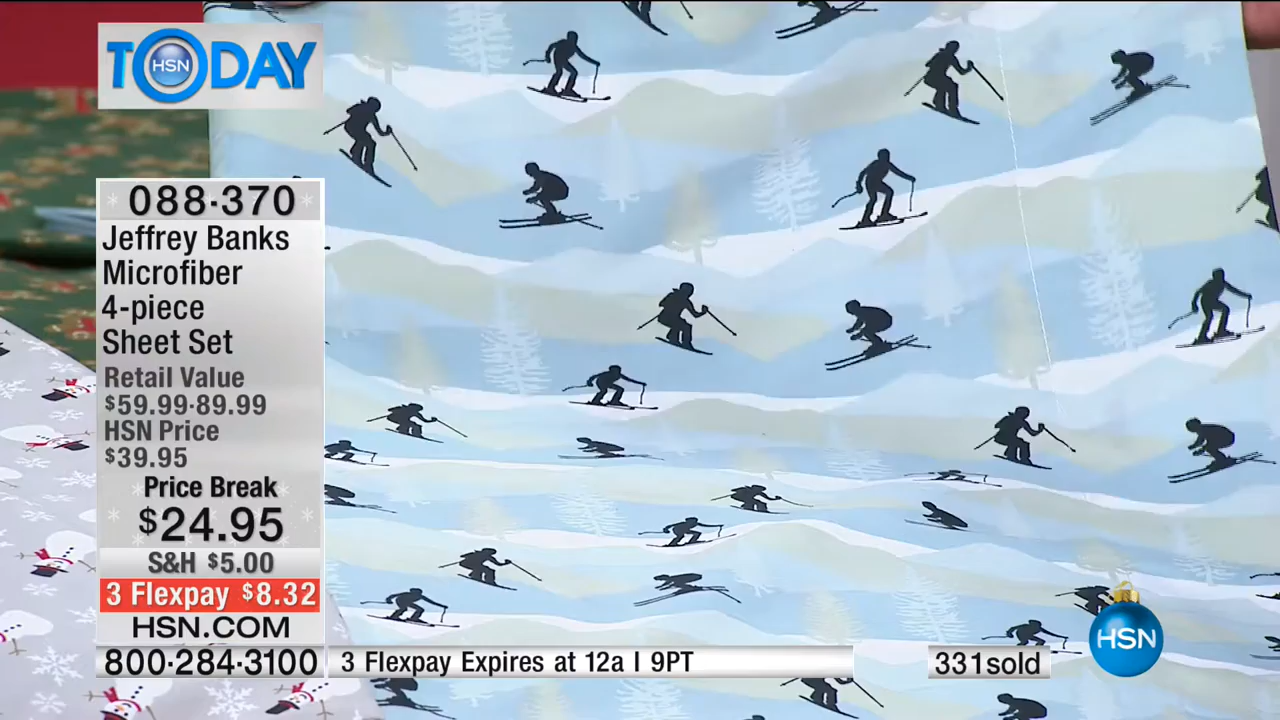 HSN TODAY
088·370
Jeffrey Banks
Microfiber
4-piece
Sheet Set
Retail Value
$59.99-89.99
HSN Price
$39.95
Price Break
$24.95
S&H $5.00
3 Flexpay $8.32
HSN.COM
800·284·3100
3 Flexpay Expires at 12a | 9PT
331sold
HSN